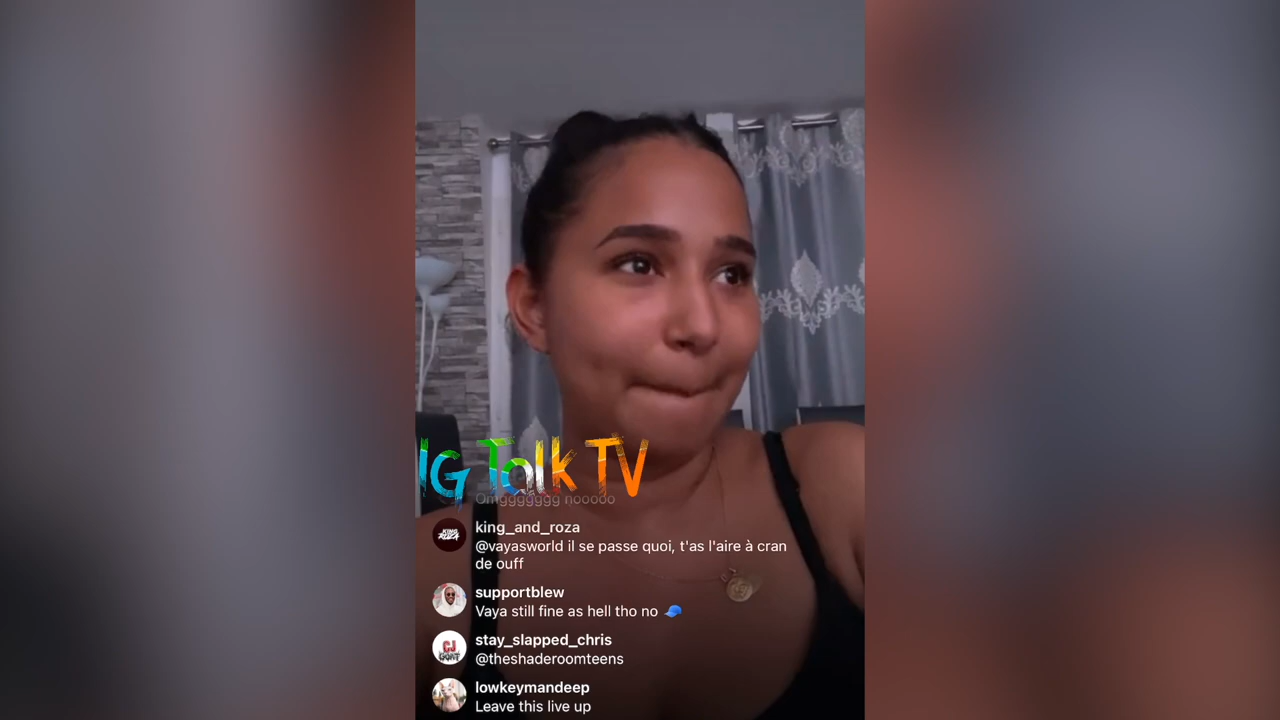 IG Talk TV
Omggggggg nooooo
king_and_roza
@vayasworld il se passe quoi, t'as l'aire à cran
de ouff
supportblew
Vaya still fine as hell tho no 🧢
stay_slapped_chris
@theshaderoomteens
lowkeymandeep
Leave this live up